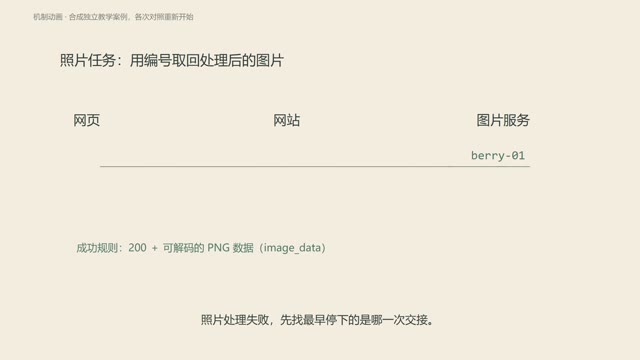 机制动画 · 合成独立教学案例，各次对照重新开始
照片任务：用编号取回处理后的图片
网页 网站 图片服务
berry-01
成功规则：200 + 可解码的 PNG 数据（image_data）
照片处理失败，先找最早停下的是哪一次交接。